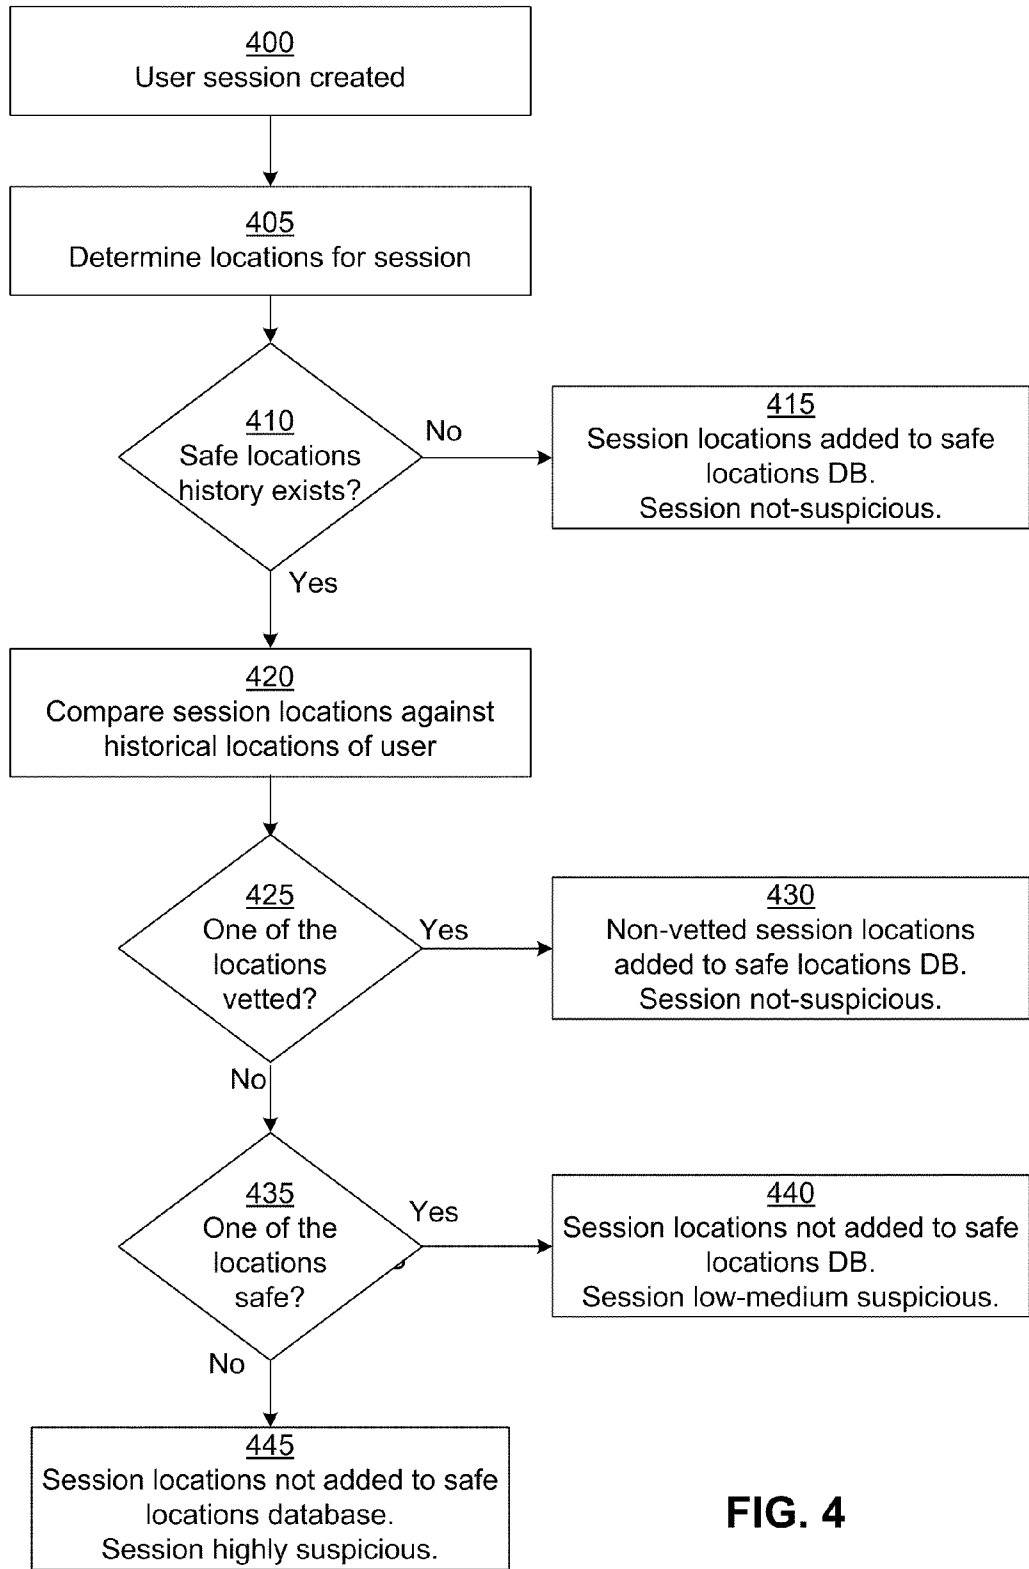 400
User session created
405
Determine locations for session
410
Safe locations
history exists?
No
415
Session locations added to safe
locations DB.
Session not-suspicious.
Yes
420
Compare session locations against
historical locations of user
425
One of the
locations
vetted?
Yes
430
Non-vetted session locations
added to safe locations DB.
Session not-suspicious.
No
435
One of the
locations
safe?
Yes
440
Session locations not added to safe
locations DB.
Session low-medium suspicious.
No
445
Session locations not added to safe
locations database.
Session highly suspicious.
FIG. 4